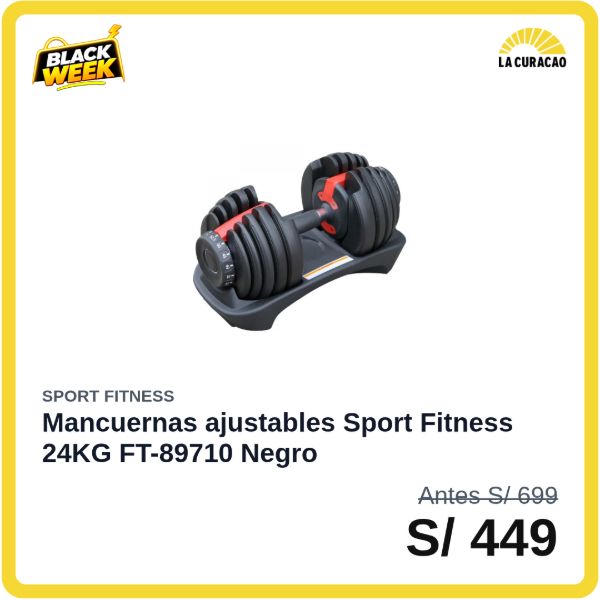 BLACK
WEEK
LA CURACAO
SPORT FITNESS
Mancuernas ajustables Sport Fitness
24KG FT-89710 Negro
Antes S/ 699
S/ 449